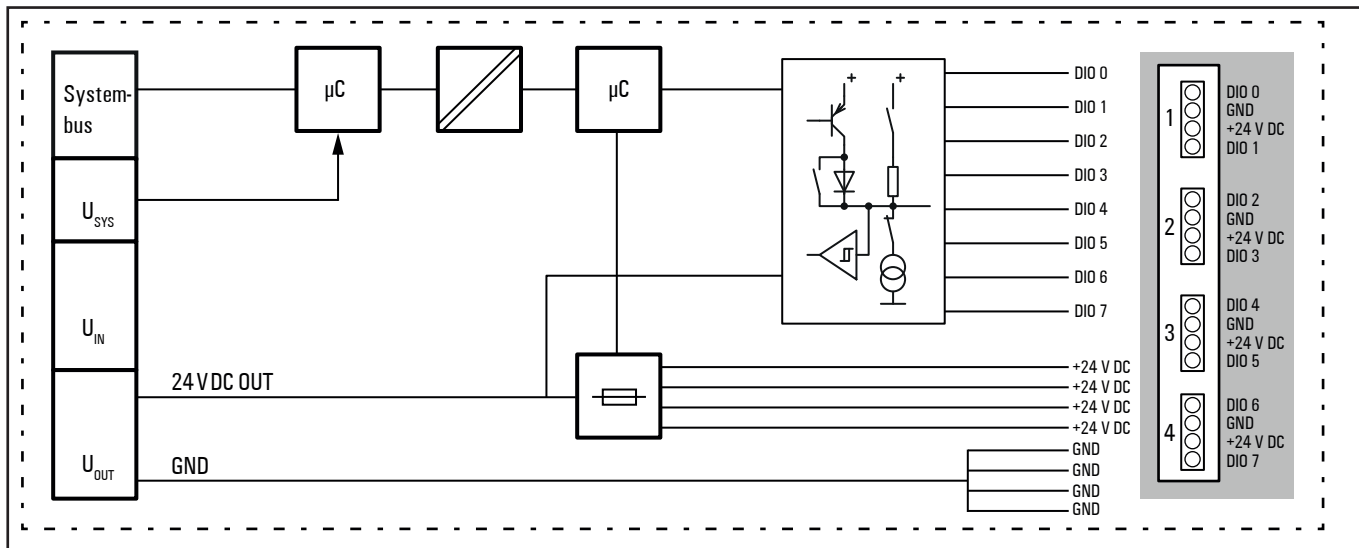 System-
bus
U SYS
U IN
U OUT
µC
µC
24 V DC OUT
GND
+
+
DIO 0
DIO 1
DIO 2
DIO 3
DIO 4
DIO 5
DIO 6
DIO 7
+24 V DC
+24 V DC
+24 V DC
+24 V DC
GND
GND
GND
GND
1
DIO 0
GND
+24 V DC
DIO 1
2
DIO 2
GND
+24 V DC
DIO 3
3
DIO 4
GND
+24 V DC
DIO 5
4
DIO 6
GND
+24 V DC
DIO 7